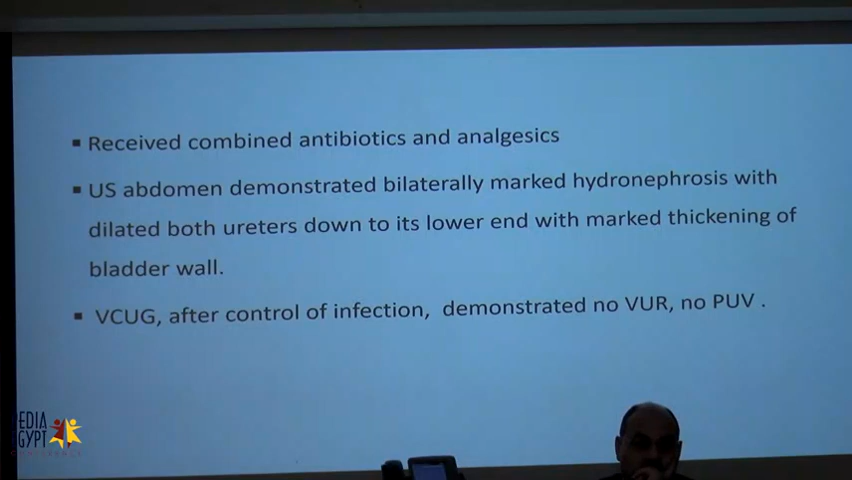 ▪ Received combined antibiotics and analgesics
▪ US abdomen demonstrated bilaterally marked hydronephrosis with
dilated both ureters down to its lower end with marked thickening of
bladder wall.
▪ VCUG, after control of infection, demonstrated no VUR, no PUV .
PEDIA
EGYPT